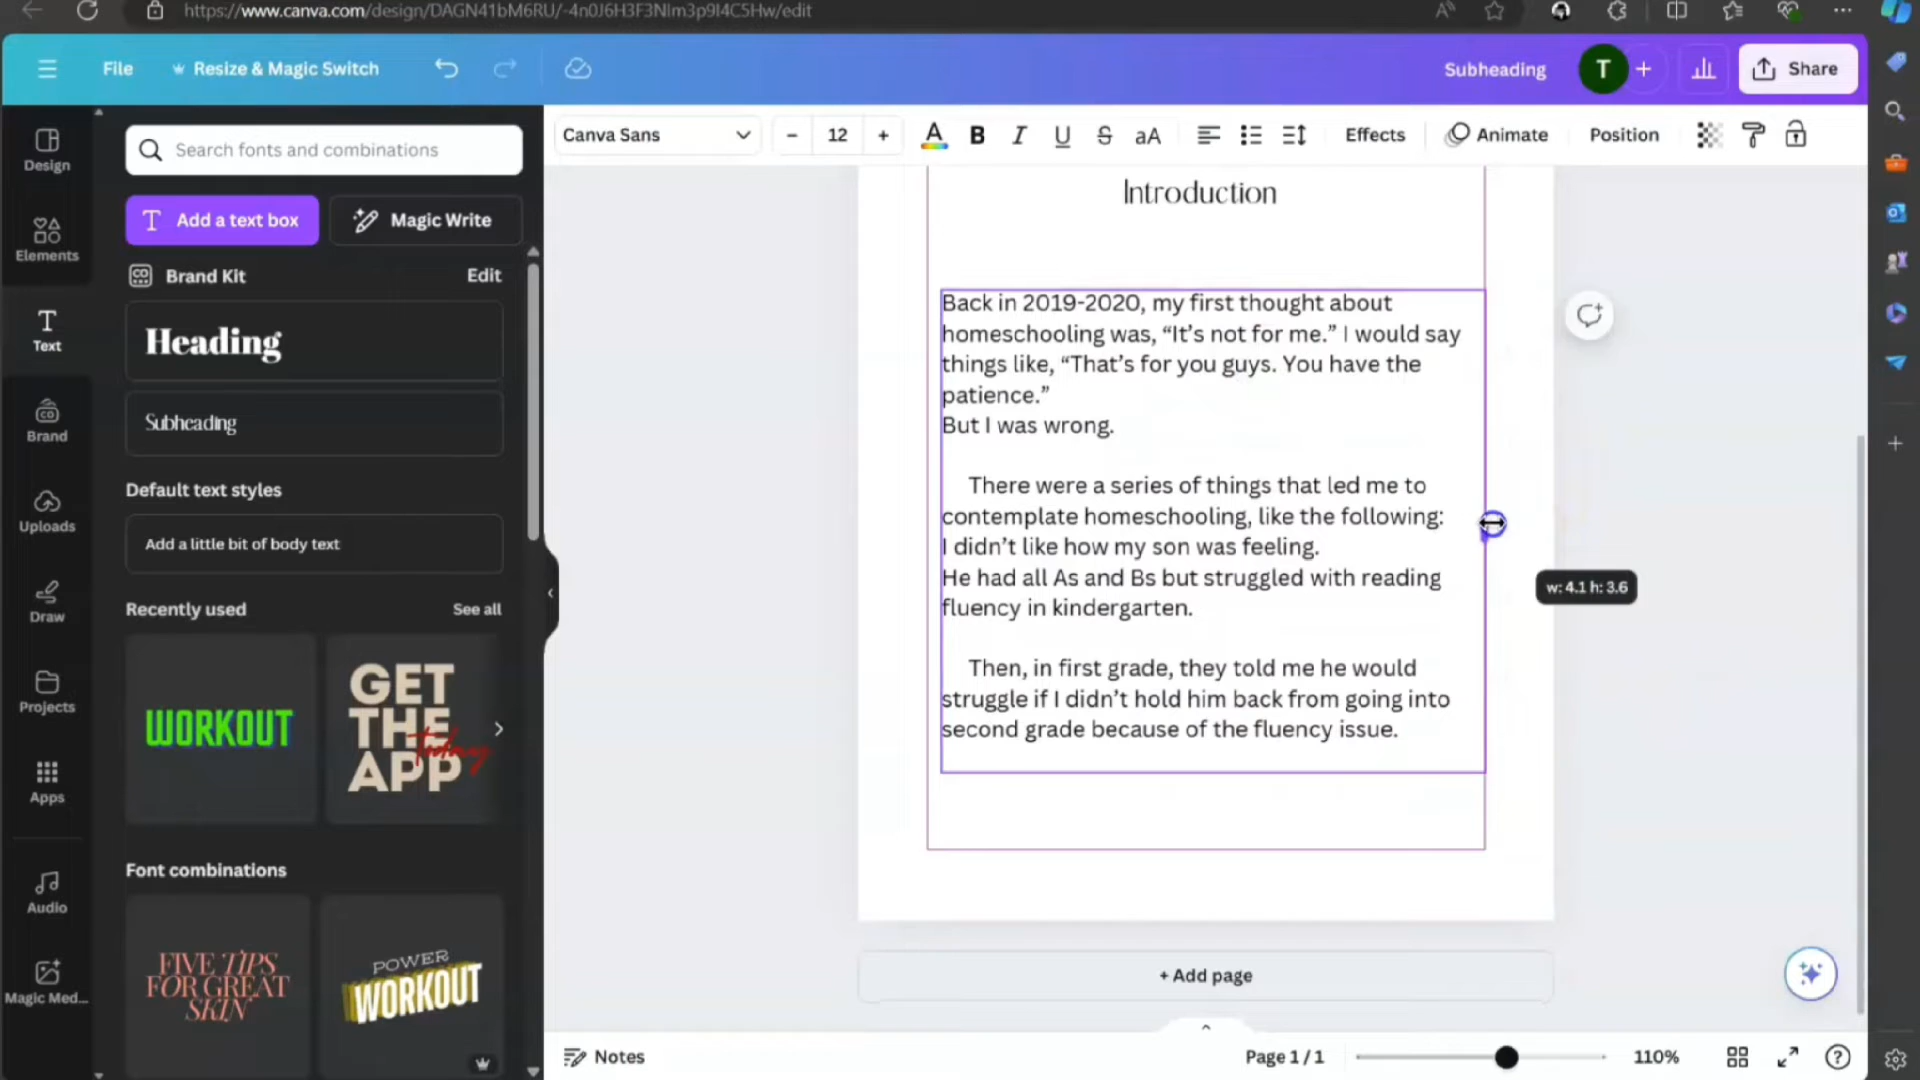 https://www.canva.com/design/DAGN41bM6RU/-4n0J6H3F3NIm3p9I4C5Hw/edit
File
Resize & Magic Switch
Subheading
T
Share
Design
Elements
Text
Brand
Uploads
Draw
Projects
Apps
Audio
Magic Med...
Search fonts and combinations
Add a text box
Magic Write
Brand Kit
Edit
Heading
Subheading
Default text styles
Add a little bit of body text
Recently used
See all
WORKOUT
GET
THE
today
APP
Font combinations
FIVE TIPS
FOR GREAT
SKIN
POWER
WORKOUT
Canva Sans
12
A
B
I
U
S
aA
Effects
Animate
Position
Introduction
Back in 2019-2020, my first thought about
homeschooling was, “It’s not for me.” I would say
things like, “That’s for you guys. You have the
patience.”
But I was wrong.
There were a series of things that led me to
contemplate homeschooling, like the following:
I didn’t like how my son was feeling.
He had all As and Bs but struggled with reading
fluency in kindergarten.
Then, in first grade, they told me he would
struggle if I didn’t hold him back from going into
second grade because of the fluency issue.
w: 4.1 h: 3.6
+ Add page
Notes
Page 1 / 1
110%